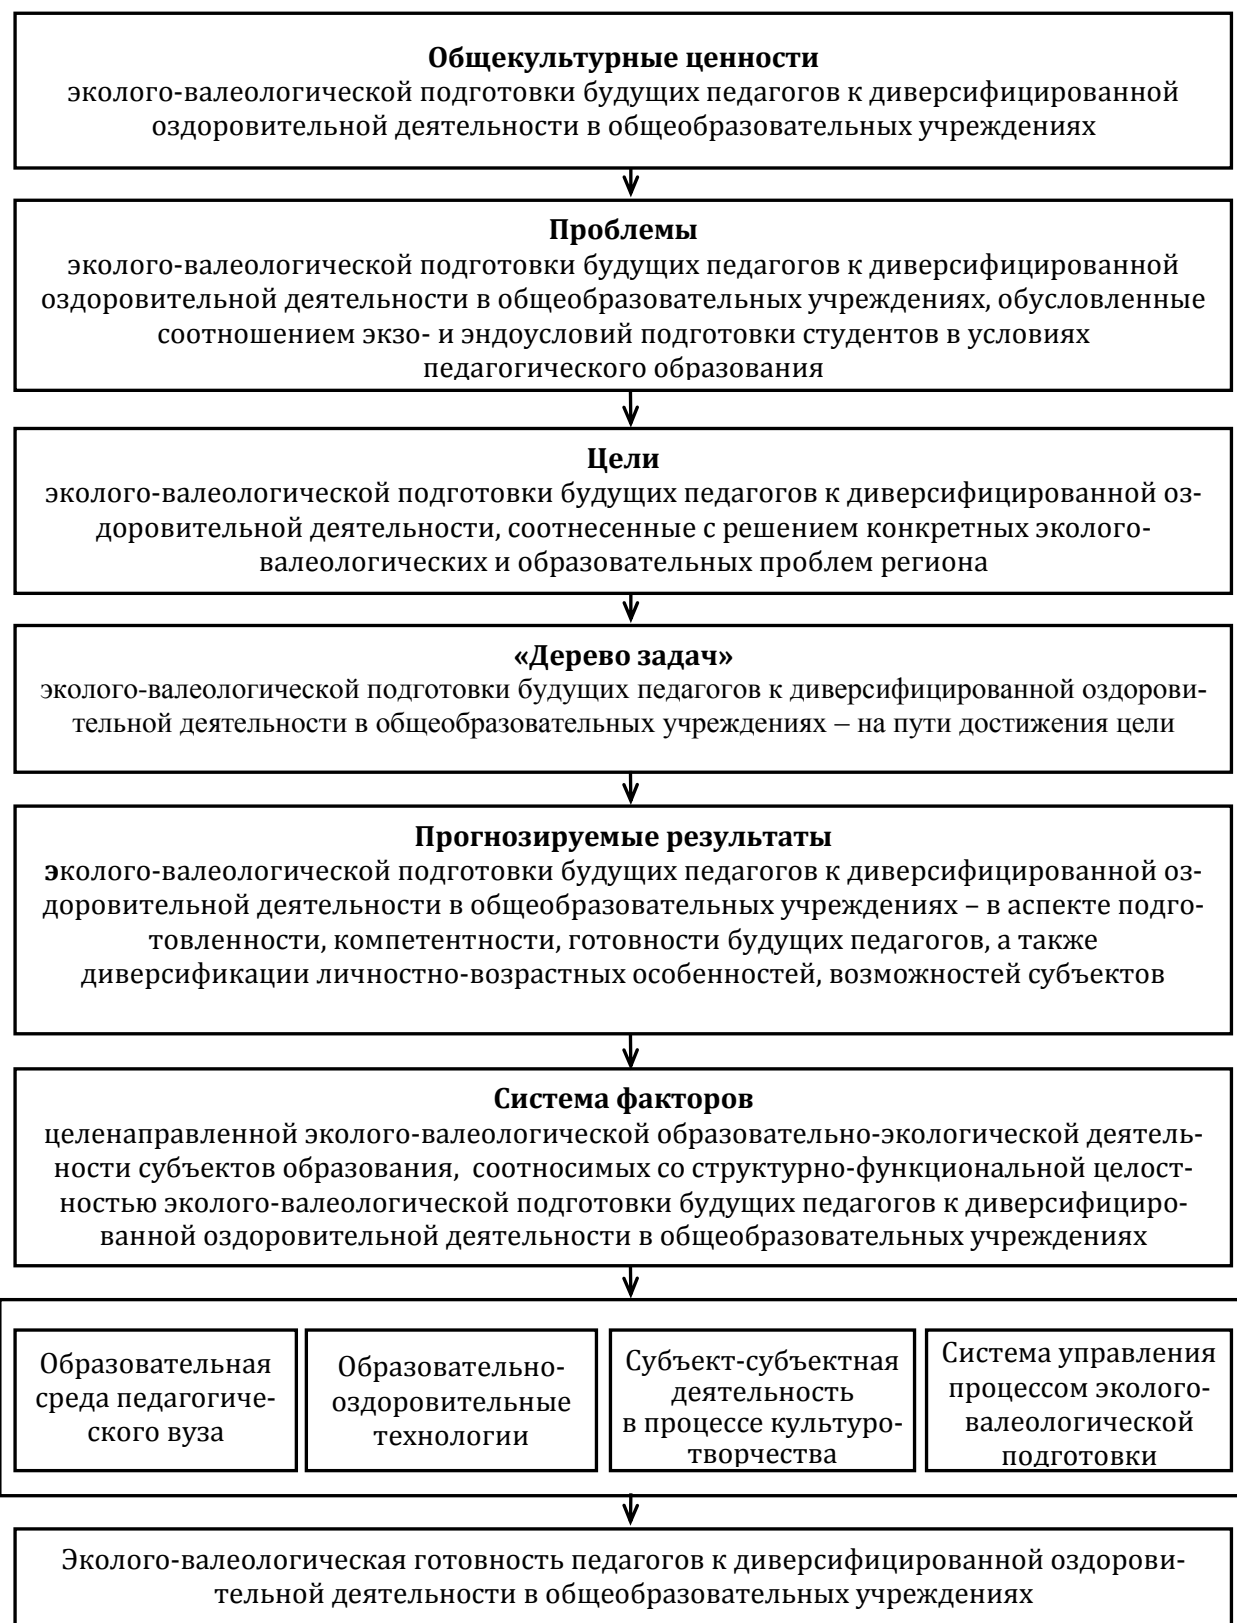 Общекультурные ценности
эколого-валеологической подготовки будущих педагогов к диверсифицированной
оздоровительной деятельности в общеобразовательных учреждениях
Проблемы
эколого-валеологической подготовки будущих педагогов к диверсифицированной
оздоровительной деятельности в общеобразовательных учреждениях, обусловленные
соотношением экзо- и эндоусловий подготовки студентов в условиях
педагогического образования
Цели
эколого-валеологической подготовки будущих педагогов к диверсифицированной оз-
доровительной деятельности, соотнесенные с решением конкретных эколого-
валеологических и образовательных проблем региона
«Дерево задач»
эколого-валеологической подготовки будущих педагогов к диверсифицированной оздорови-
тельной деятельности в общеобразовательных учреждениях – на пути достижения цели
Прогнозируемые результаты
эколого-валеологической подготовки будущих педагогов к диверсифицированной оз-
доровительной деятельности в общеобразовательных учреждениях – в аспекте подго-
товленности, компетентности, готовности будущих педагогов, а также
диверсификации личностно-возрастных особенностей, возможностей субъектов
Система факторов
целенаправленной эколого-валеологической образовательно-экологической деятель-
ности субъектов образования, соотносимых со структурно-функциональной целост-
ностью эколого-валеологической подготовки будущих педагогов к диверсифициро-
ванной оздоровительной деятельности в общеобразовательных учреждениях
Образовательная
среда педагогиче-
ского вуза
Образовательно-
оздоровительные
технологии
Субъект-субъектная
деятельность
в процессе культуро-
творчества
Система управления
процессом эколого-
валеологической
подготовки
Эколого-валеологическая готовность педагогов к диверсифицированной оздорови-
тельной деятельности в общеобразовательных учреждениях